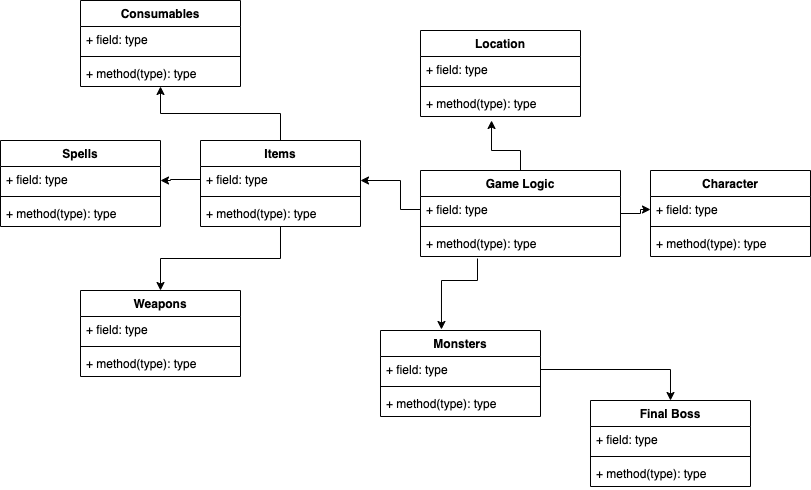 Consumables
+ field: type
+ method(type): type
Location
+ field: type
+ method(type): type
Spells
+ field: type
+ method(type): type
Items
+ field: type
+ method(type): type
Game Logic
+ field: type
+ method(type): type
Character
+ field: type
+ method(type): type
Weapons
+ field: type
+ method(type): type
Monsters
+ field: type
+ method(type): type
Final Boss
+ field: type
+ method(type): type